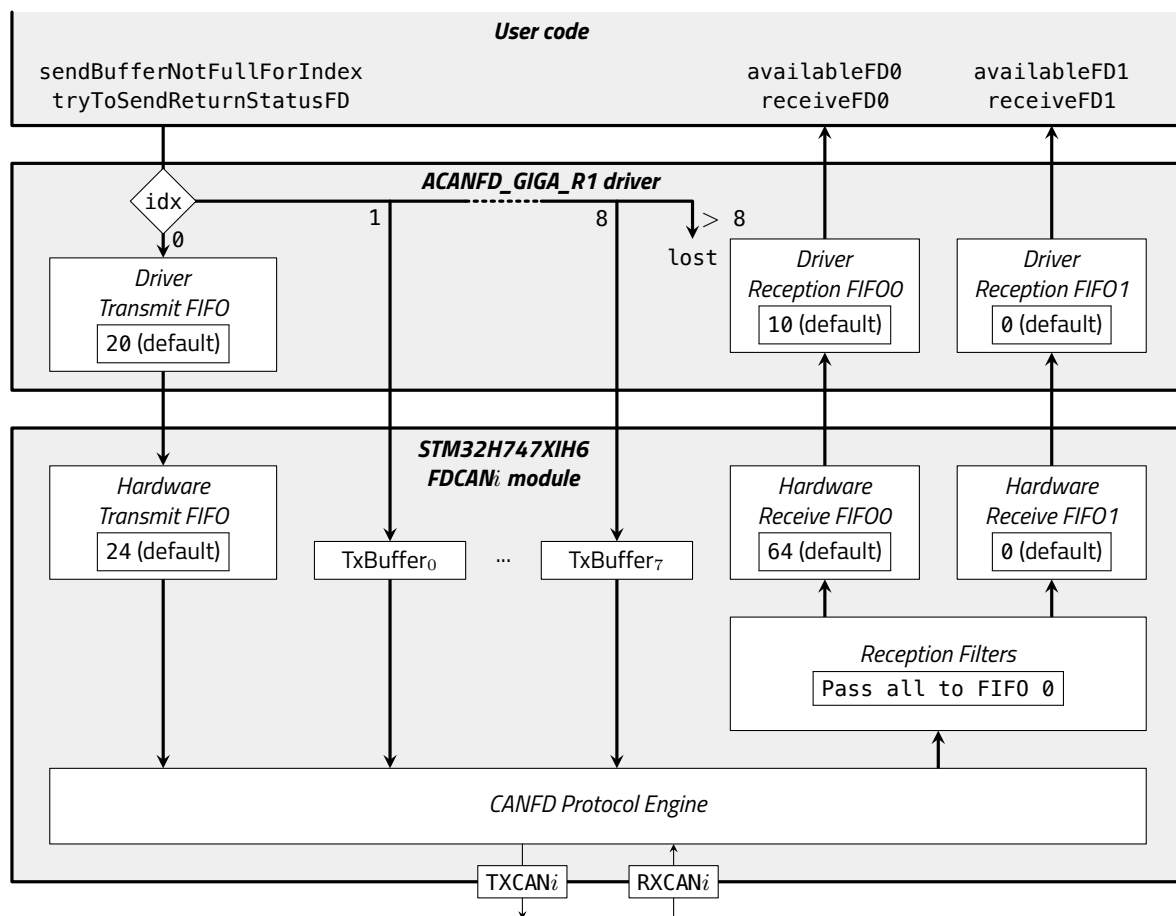 User code
sendBufferNotFullForIndex
tryToSendReturnStatusFD
availableFD0
receiveFD0
availableFD1
receiveFD1
ACANFD_GIGA_R1 driver
idx
0
1
8
> 8
lost
Driver
Transmit FIFO
20 (default)
Driver
Reception FIFO0
10 (default)
Driver
Reception FIFO1
0 (default)
STM32H747XIH6
FDCANi module
Hardware
Transmit FIFO
24 (default)
TxBuffer₀
...
TxBuffer₇
Hardware
Receive FIFO0
64 (default)
Hardware
Receive FIFO1
0 (default)
Reception Filters
Pass all to FIFO 0
CANFD Protocol Engine
TXCANi
RXCANi